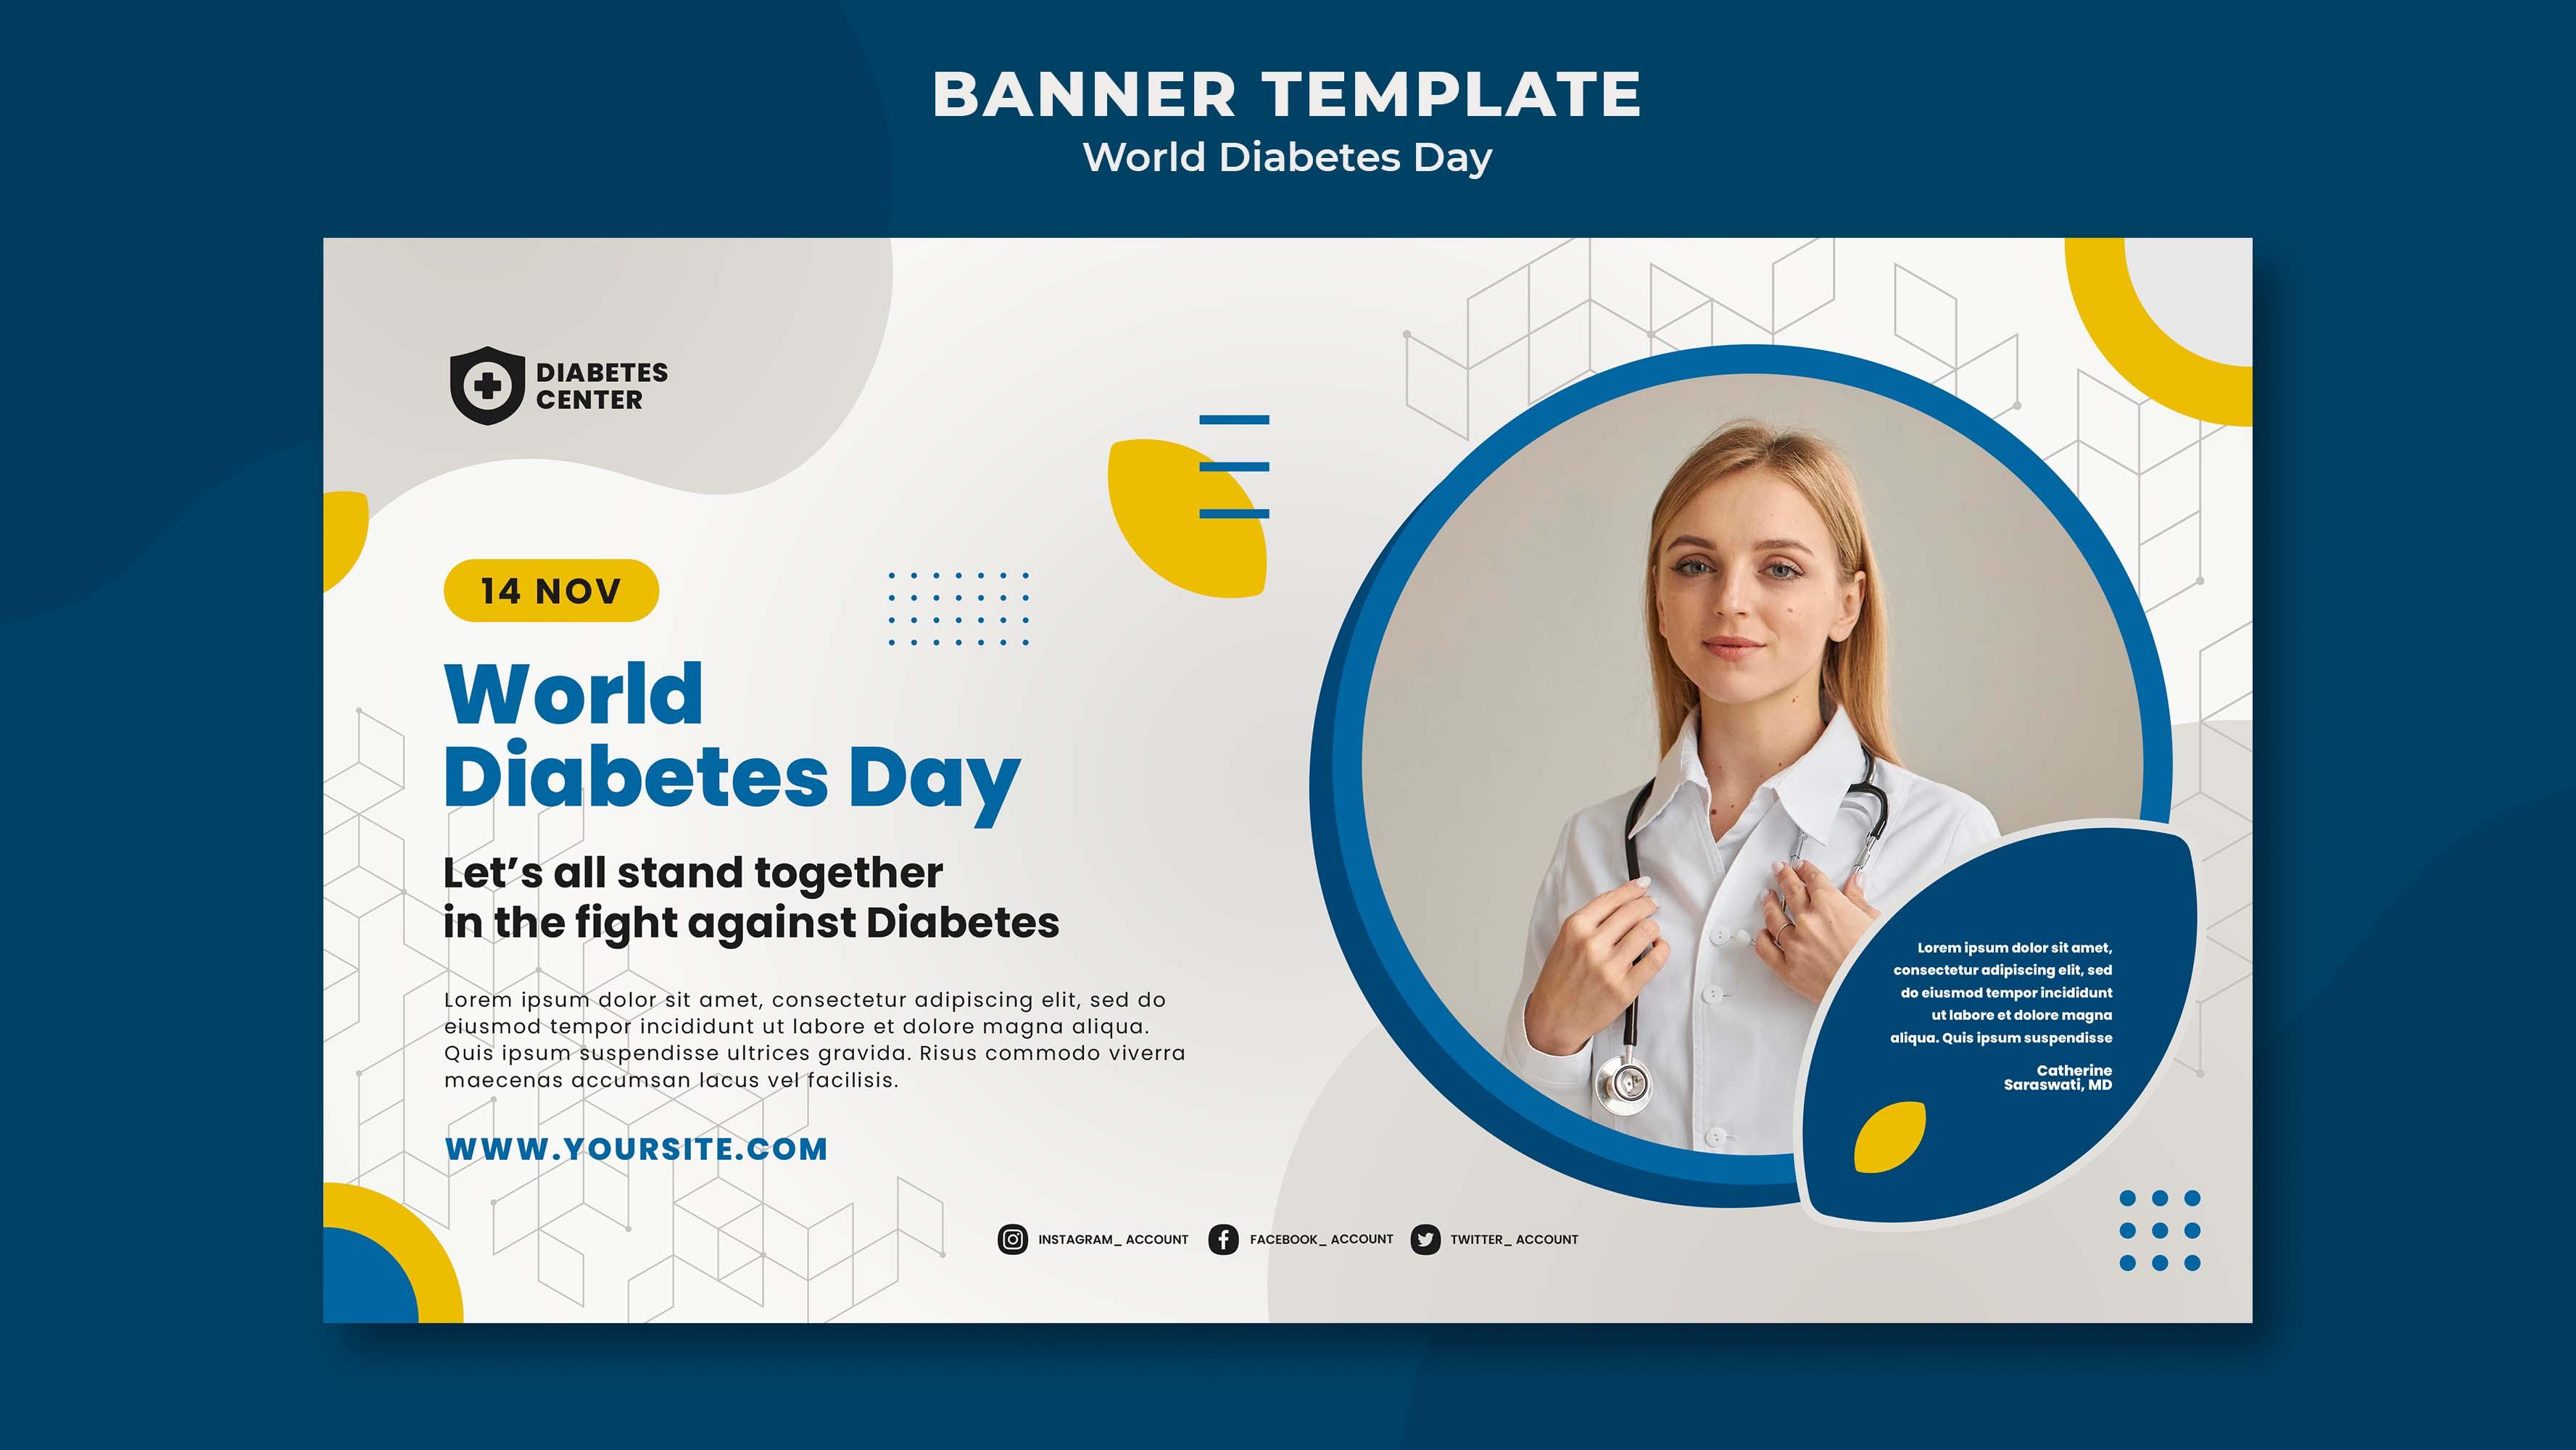 BANNER TEMPLATE
World Diabetes Day
DIABETES
CENTER
14 NOV
World
Diabetes Day
Let’s all stand together
in the fight against Diabetes
Lorem ipsum dolor sit amet, consectetur adipiscing elit, sed do
eiusmod tempor incididunt ut labore et dolore magna aliqua.
Quis ipsum suspendisse ultrices gravida. Risus commodo viverra
maecenas accumsan lacus vel facilisis.
WWW.YOURSITE.COM
Lorem ipsum dolor sit amet,
consectetur adipiscing elit, sed
do eiusmod tempor incididunt
ut labore et dolore magna
aliqua. Quis ipsum suspendisse
Catherine
Saraswati, MD
INSTAGRAM_ ACCOUNT
FACEBOOK_ ACCOUNT
TWITTER_ ACCOUNT